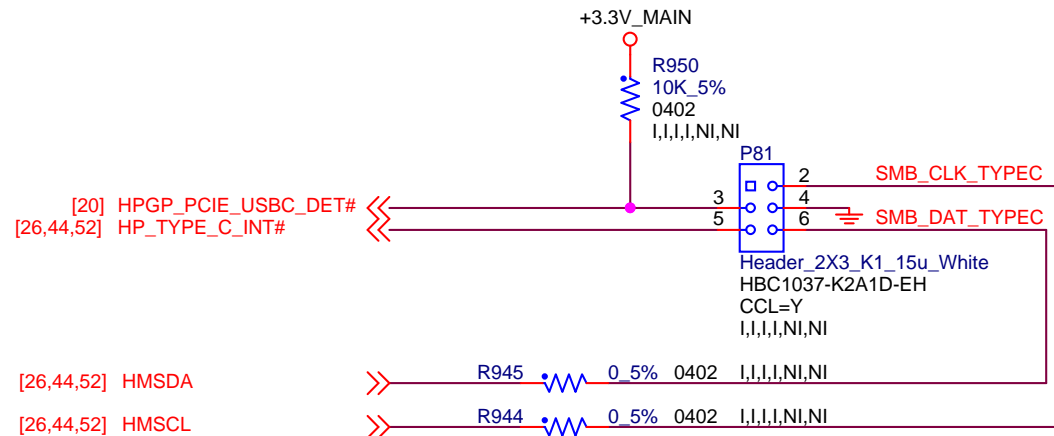 +3.3V_MAIN
R950
10K_5%
0402
I,I,I,I,NI,NI
P81
2 SMB_CLK_TYPEC
[20] HPGP_PCIE_USBC_DET# 3 4
[26,44,52] HP_TYPE_C_INT# 5 6 SMB_DAT_TYPEC
Header_2X3_K1_15u_White
HBC1037-K2A1D-EH
CCL=Y
I,I,I,I,NI,NI
[26,44,52] HMSDA R945 0_5% 0402 I,I,I,I,NI,NI
[26,44,52] HMSCL R944 0_5% 0402 I,I,I,I,NI,NI